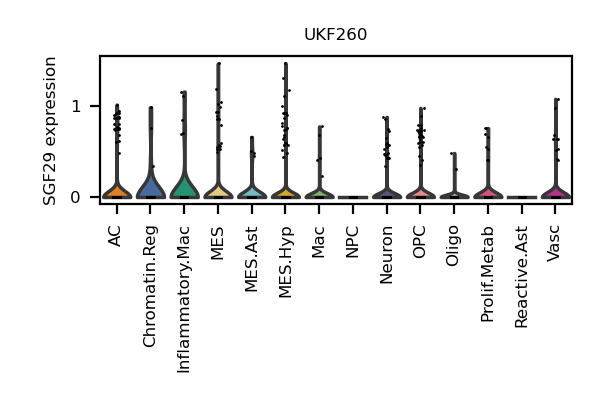 UKF260
SGF29 expression
1
0
AC
Chromatin.Reg
Inflammatory.Mac
MES
MES.Ast
MES.Hyp
Mac
NPC
Neuron
OPC
Oligo
Prolif.Metab
Reactive.Ast
Vasc